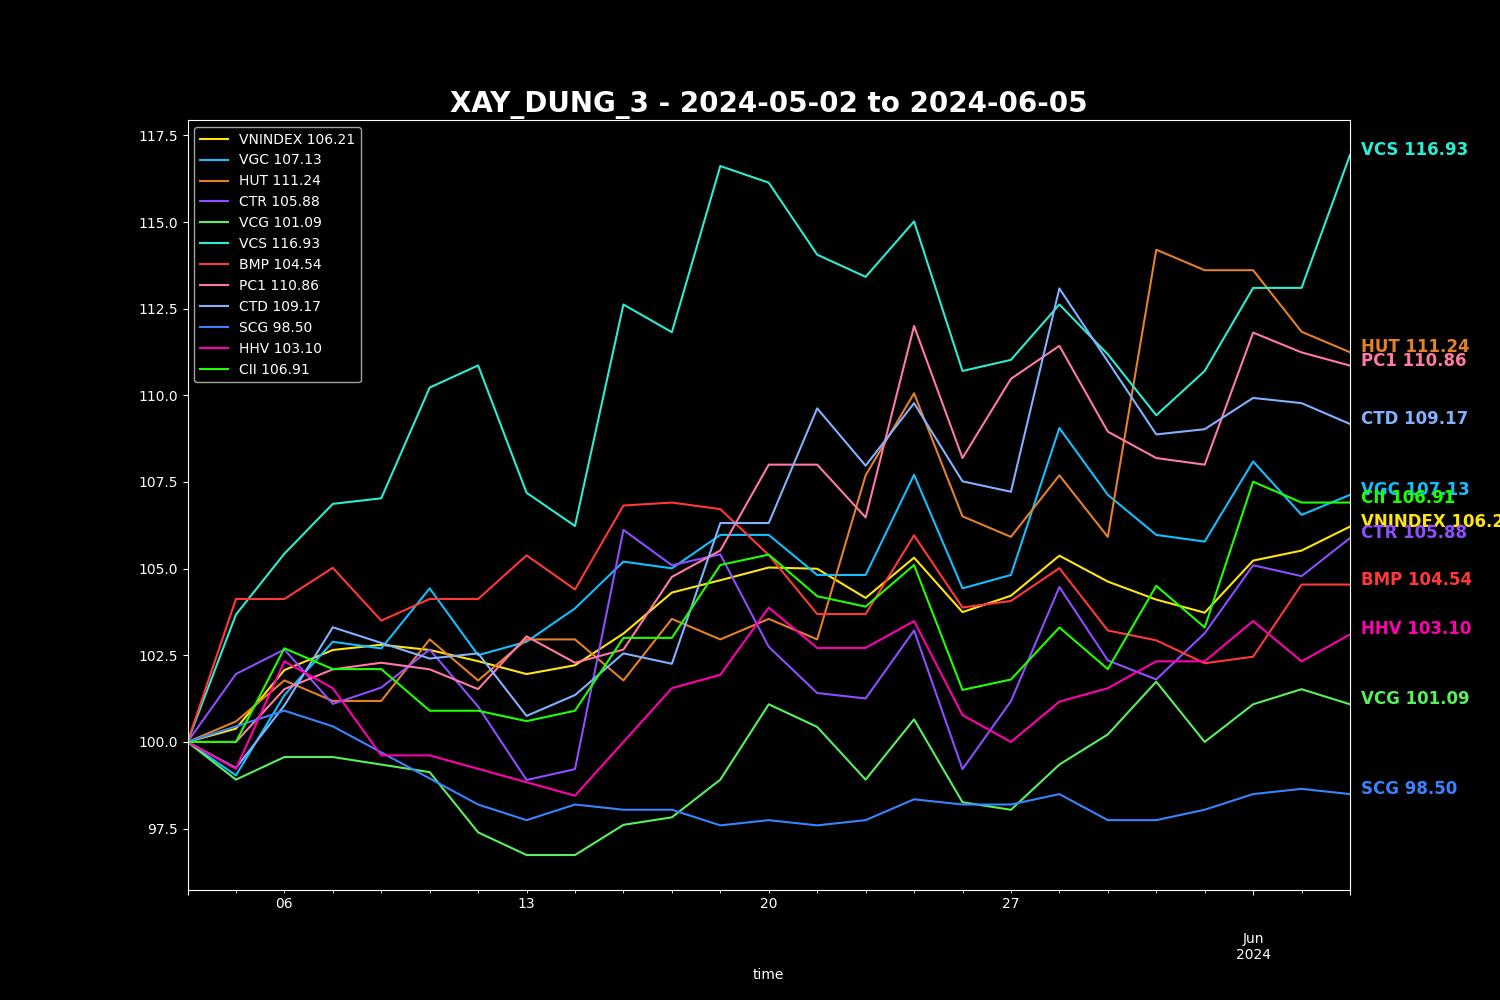 XAY_DUNG_3 - 2024-05-02 to 2024-06-05
117.5
115.0
112.5
110.0
107.5
105.0
102.5
100.0
97.5
VNINDEX 106.21
VGC 107.13
HUT 111.24
CTR 105.88
VCG 101.09
VCS 116.93
BMP 104.54
PC1 110.86
CTD 109.17
SCG 98.50
HHV 103.10
CII 106.91
VCS 116.93
HUT 111.24
PC1 110.86
CTD 109.17
VGC 107.13
CII 106.91
VNINDEX 106.2
CTR 105.88
BMP 104.54
HHV 103.10
VCG 101.09
SCG 98.50
06
13
20
27
Jun
2024
time